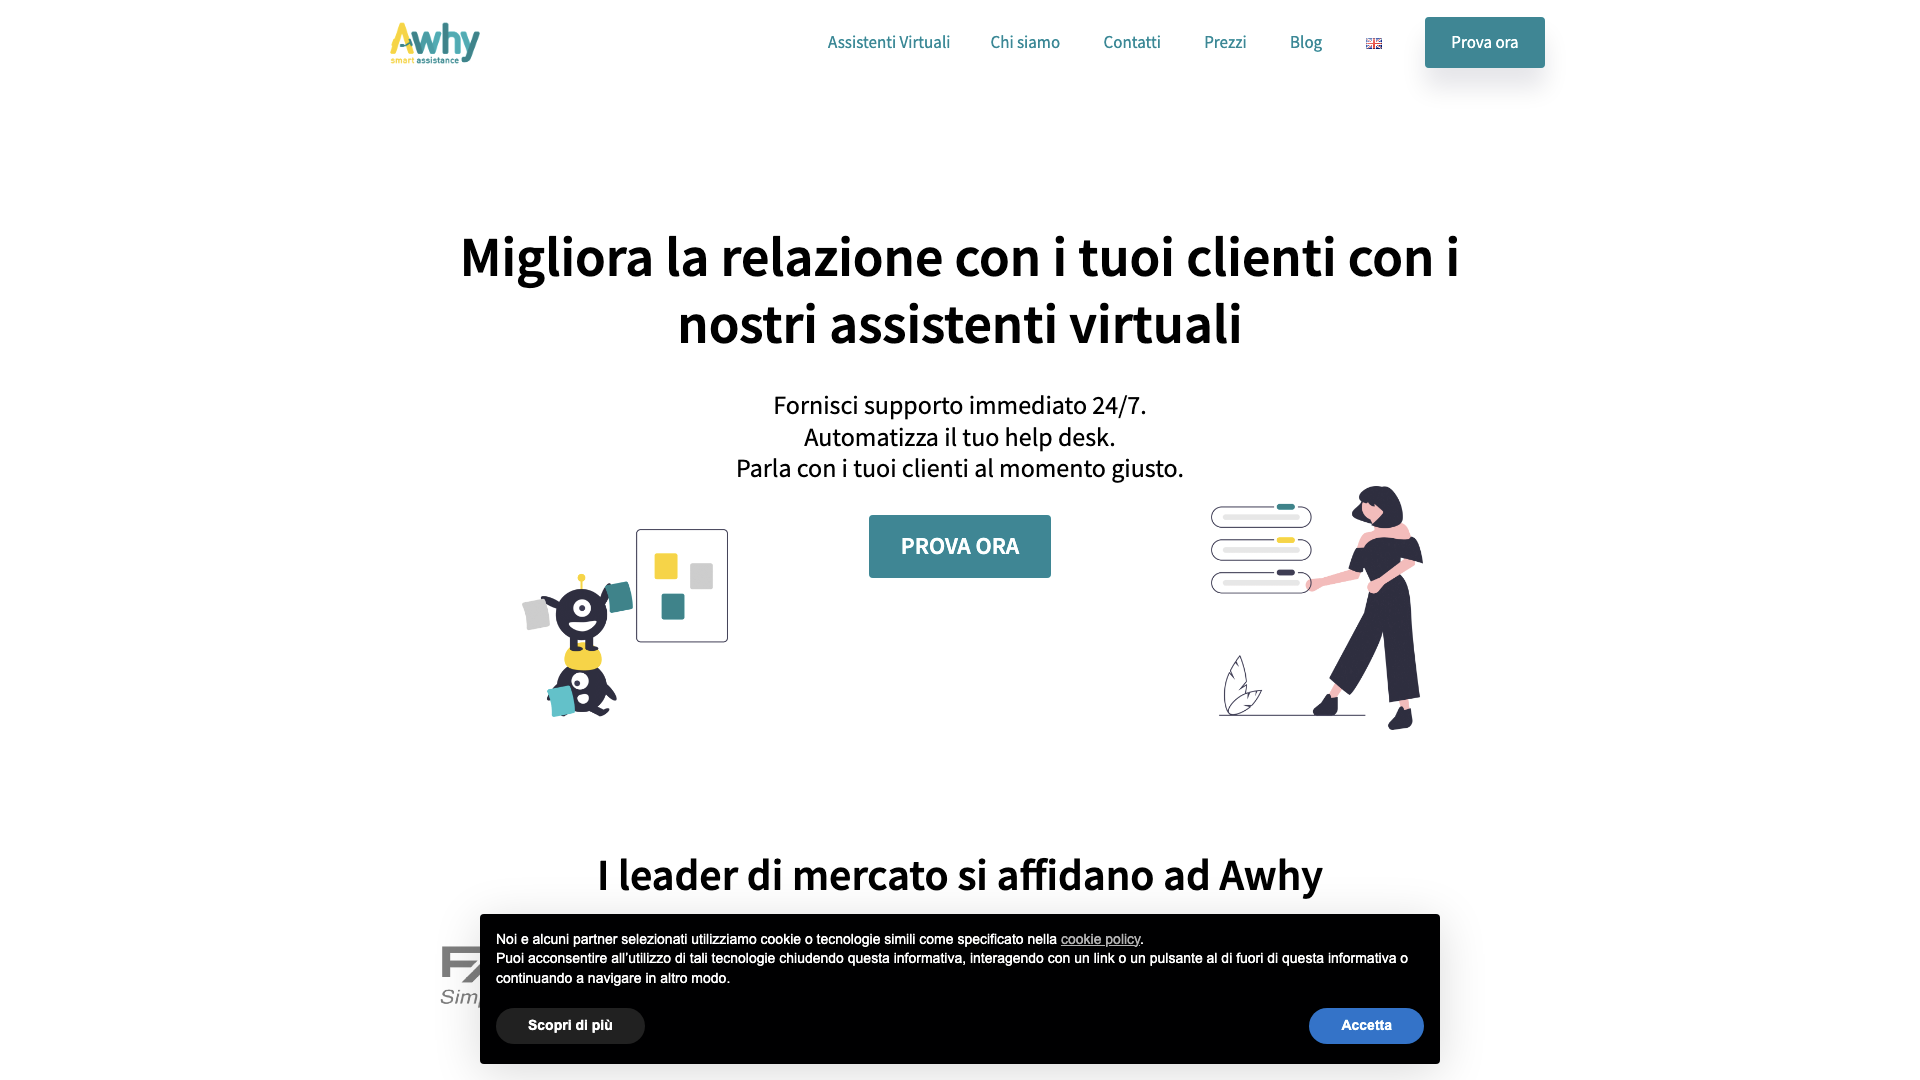 Awhy
smart assistance
Assistenti Virtuali
Chi siamo
Contatti
Prezzi
Blog
Prova ora
Migliora la relazione con i tuoi clienti con i
nostri assistenti virtuali
Fornisci supporto immediato 24/7.
Automatizza il tuo help desk.
Parla con i tuoi clienti al momento giusto.
PROVA ORA
I leader di mercato si affidano ad Awhy
Noi e alcuni partner selezionati utilizziamo cookie o tecnologie simili come specificato nella cookie policy.
Puoi acconsentire all’utilizzo di tali tecnologie chiudendo questa informativa, interagendo con un link o un pulsante al di fuori di questa informativa o
continuando a navigare in altro modo.
Scopri di più
Accetta